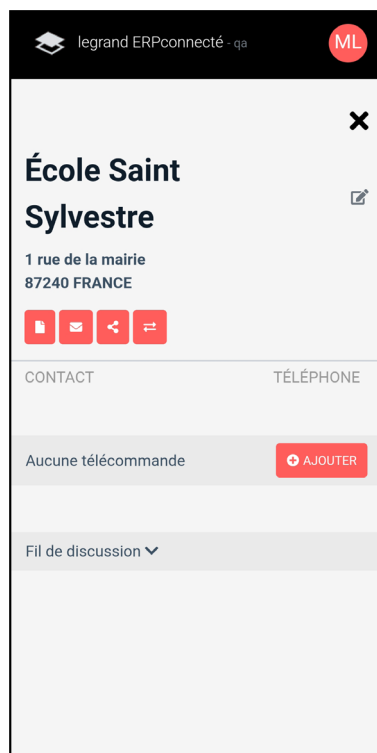 legrand ERPconnecté - qa
ML
École Saint
Sylvestre
1 rue de la mairie
87240 FRANCE
CONTACT TÉLÉPHONE
Aucune télécommande AJOUTER
Fil de discussion